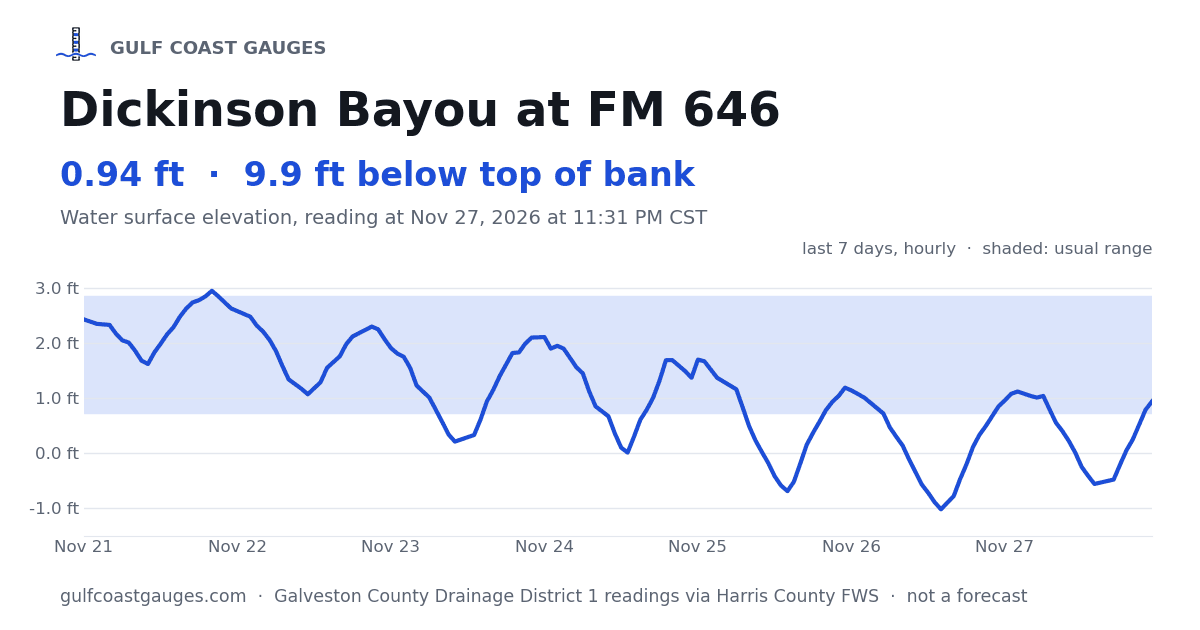 GULF COAST GAUGES
Dickinson Bayou at FM 646
0.94 ft · 9.9 ft below top of bank
Water surface elevation, reading at Nov 27, 2026 at 11:31 PM CST
last 7 days, hourly · shaded: usual range
3.0 ft
2.0 ft
1.0 ft
0.0 ft
-1.0 ft
Nov 21 Nov 22 Nov 23 Nov 24 Nov 25 Nov 26 Nov 27
gulfcoastgauges.com · Galveston County Drainage District 1 readings via Harris County FWS · not a forecast